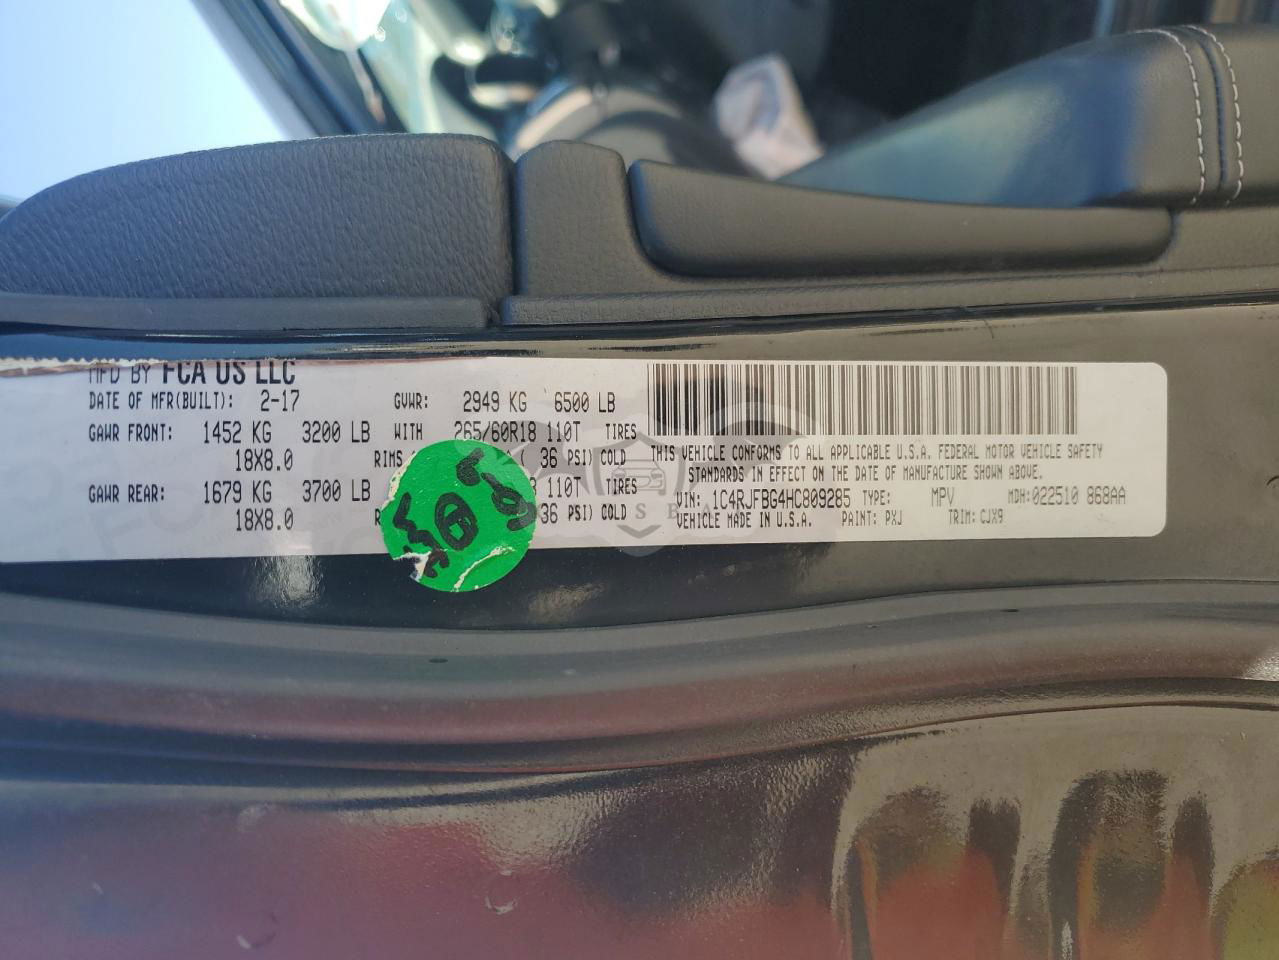 MFD BY FCA US LLC
DATE OF MFR(BUILT): 2-17 GVWR: 2949 KG 6500 LB
GAWR FRONT: 1452 KG 3200 LB WITH 265/60R18 110T TIRES
18X8.0 RIMS ( 36 PSI) COLD
GAWR REAR: 1679 KG 3700 LB 110T TIRES
18X8.0 36 PSI) COLD
THIS VEHICLE CONFORMS TO ALL APPLICABLE U.S.A. FEDERAL MOTOR VEHICLE SAFETY
STANDARDS IN EFFECT ON THE DATE OF MANUFACTURE SHOWN ABOVE.
VIN: 1C4RJFBG4HC809285 TYPE: MPV MDH:022510 868AA
VEHICLE MADE IN U.S.A. PAINT: PXJ TRIM: CJX9